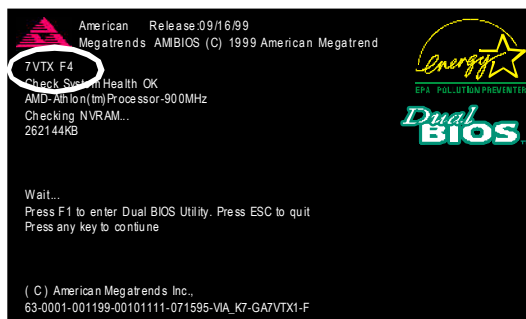 American Release:09/16/99
Megatrends AMIBIOS (C) 1999 American Megatrend
7VTX F4
Check System Health OK
AMD-Athlon(tm)Processor-900MHz
Checking NVRAM...
262144KB
Energy
EPA POLLUTION PREVENTER
Dual
BIOS
Wait...
Press F1 to enter Dual BIOS Utility. Press ESC to quit
Press any key to contiune
( C ) American Megatrends Inc.,
63-0001-001199-00101111-071595-VIA_K7-GA7VTX1-F